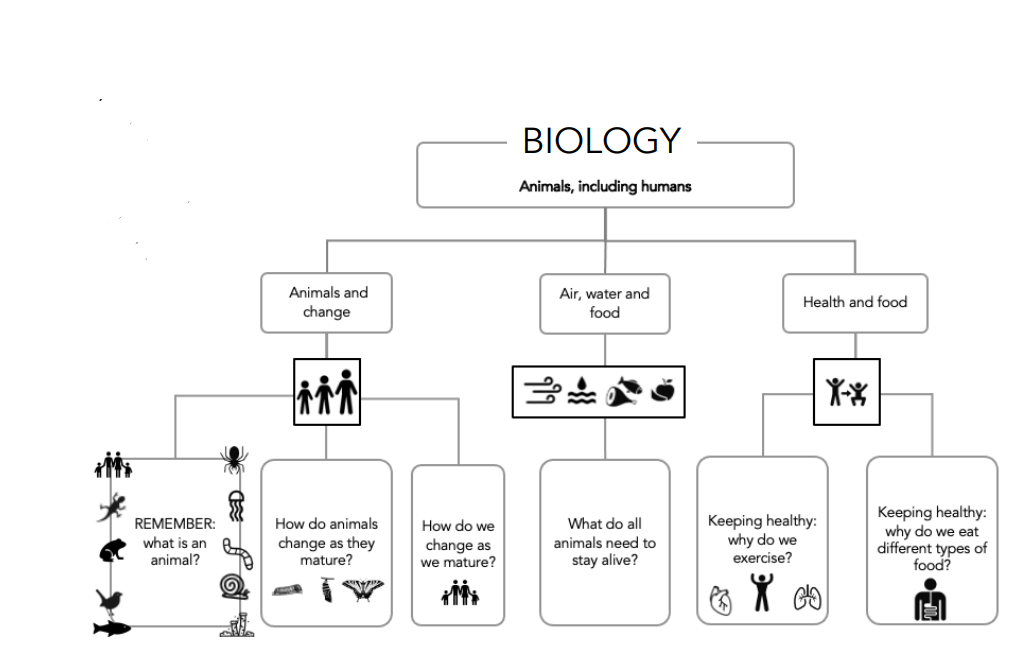 BIOLOGY
Animals, including humans
Animals and
change
Air, water and
food
Health and food
REMEMBER:
what is an
animal?
How do animals
change as they
mature?
How do we
change as
we mature?
What do all
animals need to
stay alive?
Keeping healthy:
why do we
exercise?
Keeping healthy:
why do we eat
different types of
food?